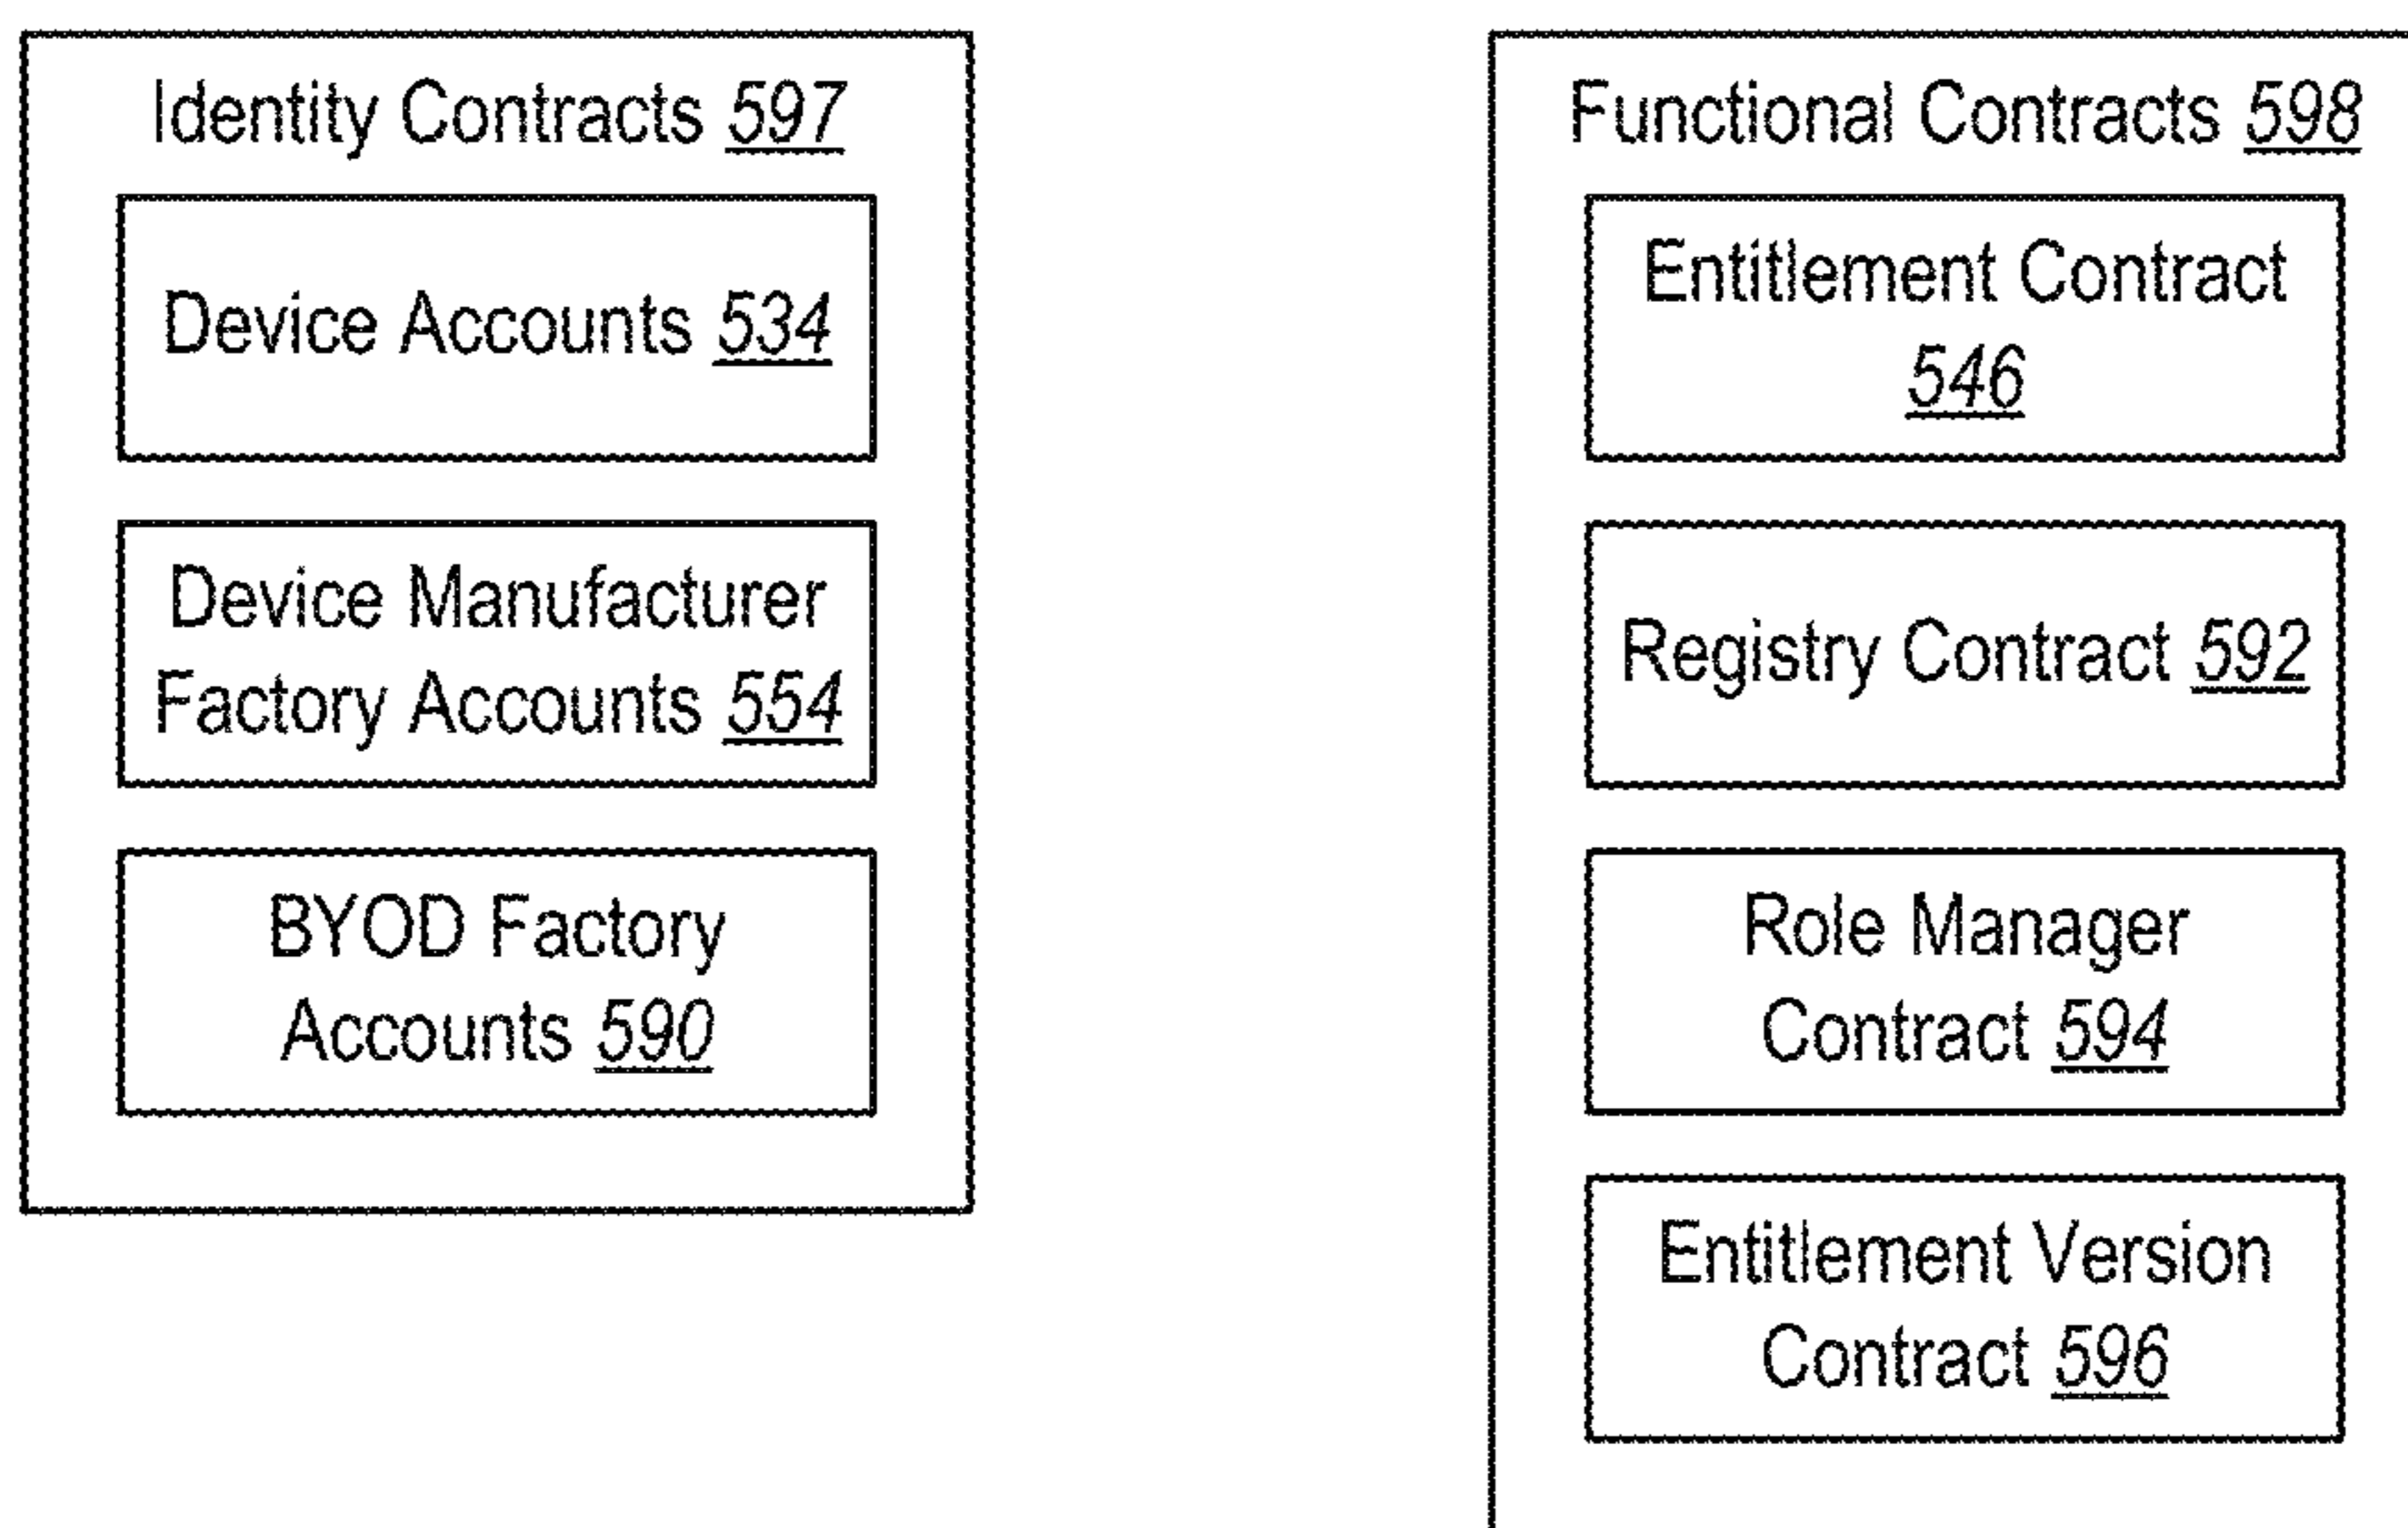 Identity Contracts 597
Device Accounts 534
Device Manufacturer
Factory Accounts 554
BYOD Factory
Accounts 590
Functional Contracts 598
Entitlement Contract
546
Registry Contract 592
Role Manager
Contract 594
Entitlement Version
Contract 596